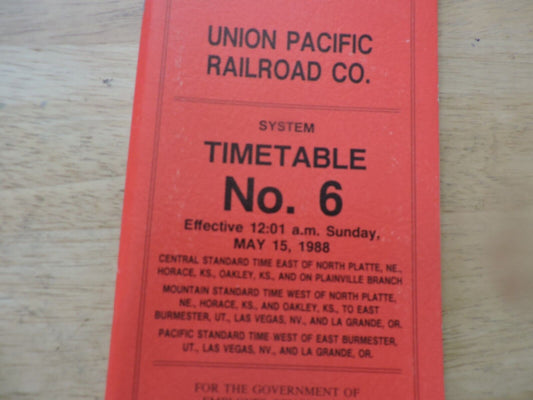 UNION PACIFIC
RAILROAD CO.
SYSTEM
TIMETABLE
No. 6
Effective 12:01 a.m. Sunday,
MAY 15, 1988
CENTRAL STANDARD TIME EAST OF NORTH PLATTE, NE.,
HORACE, KS., OAKLEY, KS., AND ON PLAINVILLE BRANCH
MOUNTAIN STANDARD TIME WEST OF NORTH PLATTE,
NE., HORACE, KS., AND OAKLEY, KS., TO EAST
BURMESTER, UT., LAS VEGAS, NV., AND LA GRANDE, OR.
PACIFIC STANDARD TIME WEST OF EAST BURMESTER,
UT., LAS VEGAS, NV., AND LA GRANDE, OR.
FOR THE GOVERNMENT OF